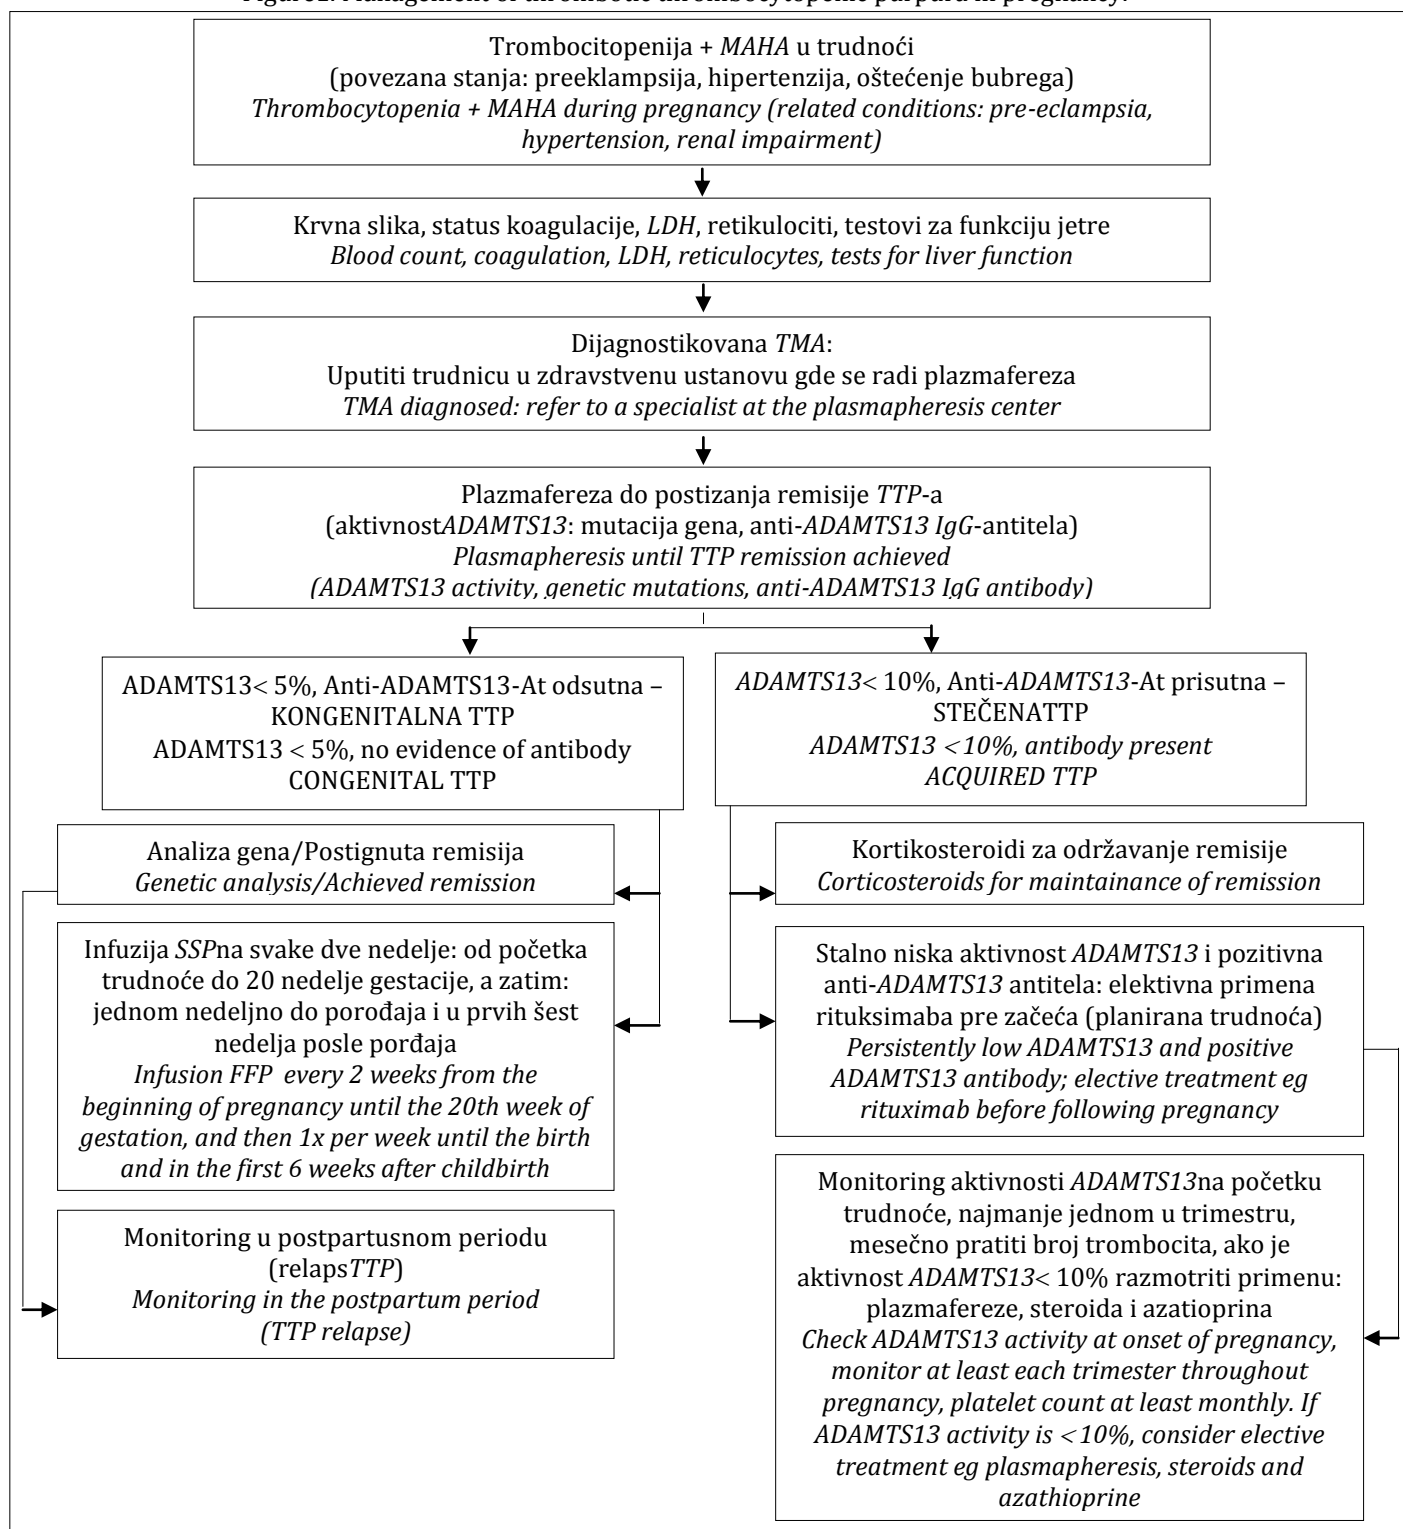 Figure2. Management of thrombotic thrombocytopenic purpura in pregnancy.
Trombocitopenija + MAHA u trudnoći
(povezana stanja: preeklampsija, hipertenzija, oštećenje bubrega)
Thrombocytopenia + MAHA during pregnancy (related conditions: pre-eclampsia,
hypertension, renal impairment)
Krvna slika, status koagulacije, LDH, retikulociti, testovi za funkciju jetre
Blood count, coagulation, LDH, reticulocytes, tests for liver function
Dijagnostikovana TMA:
Uputiti trudnicu u zdravstvenu ustanovu gde se radi plazmafereza
TMA diagnosed: refer to a specialist at the plasmapheresis center
Plazmafereza do postizanja remisije TTP-a
(aktivnostADAMTS13: mutacija gena, anti-ADAMTS13 IgG-antitela)
Plasmapheresis until TTP remission achieved
(ADAMTS13 activity, genetic mutations, anti-ADAMTS13 IgG antibody)
ADAMTS13< 5%, Anti-ADAMTS13-At odsutna –
KONGENITALNA TTP
ADAMTS13 < 5%, no evidence of antibody
CONGENITAL TTP
ADAMTS13< 10%, Anti-ADAMTS13-At prisutna –
STEČENATTP
ADAMTS13 <10%, antibody present
ACQUIRED TTP
Analiza gena/Postignuta remisija
Genetic analysis/Achieved remission
Infuzija SSPna svake dve nedelje: od početka
trudnoće do 20 nedelje gestacije, a zatim:
jednom nedeljno do porođaja i u prvih šest
nedelja posle porđaja
Infusion FFP every 2 weeks from the
beginning of pregnancy until the 20th week of
gestation, and then 1x per week until the birth
and in the first 6 weeks after childbirth
Monitoring u postpartusnom periodu
(relapsTTP)
Monitoring in the postpartum period
(TTP relapse)
Kortikosteroidi za održavanje remisije
Corticosteroids for maintainance of remission
Stalno niska aktivnost ADAMTS13 i pozitivna
anti-ADAMTS13 antitela: elektivna primena
rituksimaba pre začeća (planirana trudnoća)
Persistently low ADAMTS13 and positive
ADAMTS13 antibody; elective treatment eg
rituximab before following pregnancy
Monitoring aktivnosti ADAMTS13na početku
trudnoće, najmanje jednom u trimestru,
mesečno pratiti broj trombocita, ako je
aktivnost ADAMTS13< 10% razmotriti primenu:
plazmafereze, steroida i azatioprina
Check ADAMTS13 activity at onset of pregnancy,
monitor at least each trimester throughout
pregnancy, platelet count at least monthly. If
ADAMTS13 activity is <10%, consider elective
treatment eg plasmapheresis, steroids and
azathioprine